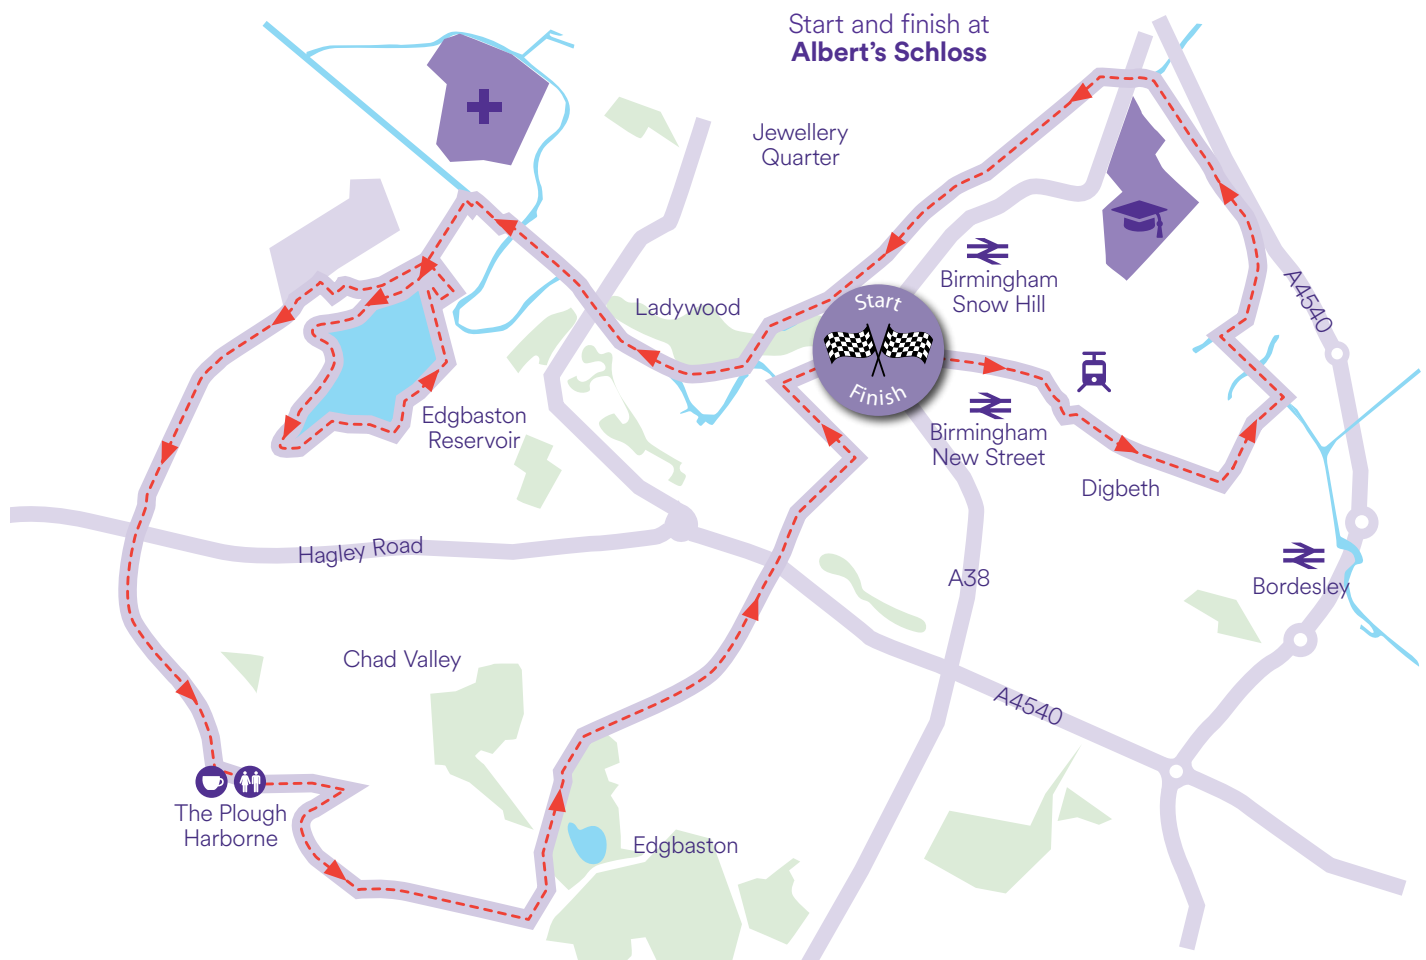 Start and finish at
Albert's Schloss
Jewellery
Quarter
Birmingham
Snow Hill
A4540
Ladywood
Start
Finish
Edgbaston
Reservoir
Birmingham
New Street
Digbeth
Hagley Road
A38
Bordesley
Chad Valley
A4540
The Plough
Harborne
Edgbaston